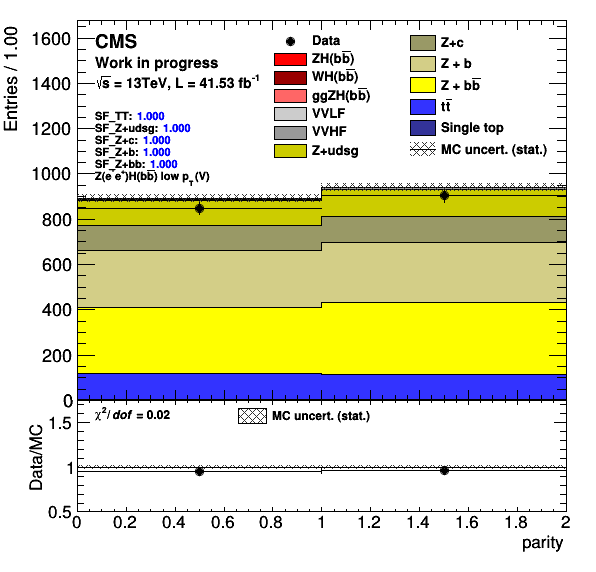 CMS
Work in progress
√s = 13TeV, L = 41.53 fb⁻¹
SF_TT: 1.000
SF_Z+udsg: 1.000
SF_Z+c: 1.000
SF_Z+b: 1.000
SF_Z+bb: 1.000
Z(e⁻e⁺)H(bb̅) low p_T(V)
Data
ZH(bb̅)
WH(bb̅)
ggZH(bb̅)
VVLF
VVHF
Z+udsg
Z+c
Z + b
Z + bb̅
tt̅
Single top
MC uncert. (stat.)
Entries / 1.00
1600
1400
1200
1000
800
600
400
200
0
χ²/dof = 0.02
MC uncert. (stat.)
Data/MC
1.5
1
0.5
0 0.2 0.4 0.6 0.8 1 1.2 1.4 1.6 1.8 2
parity